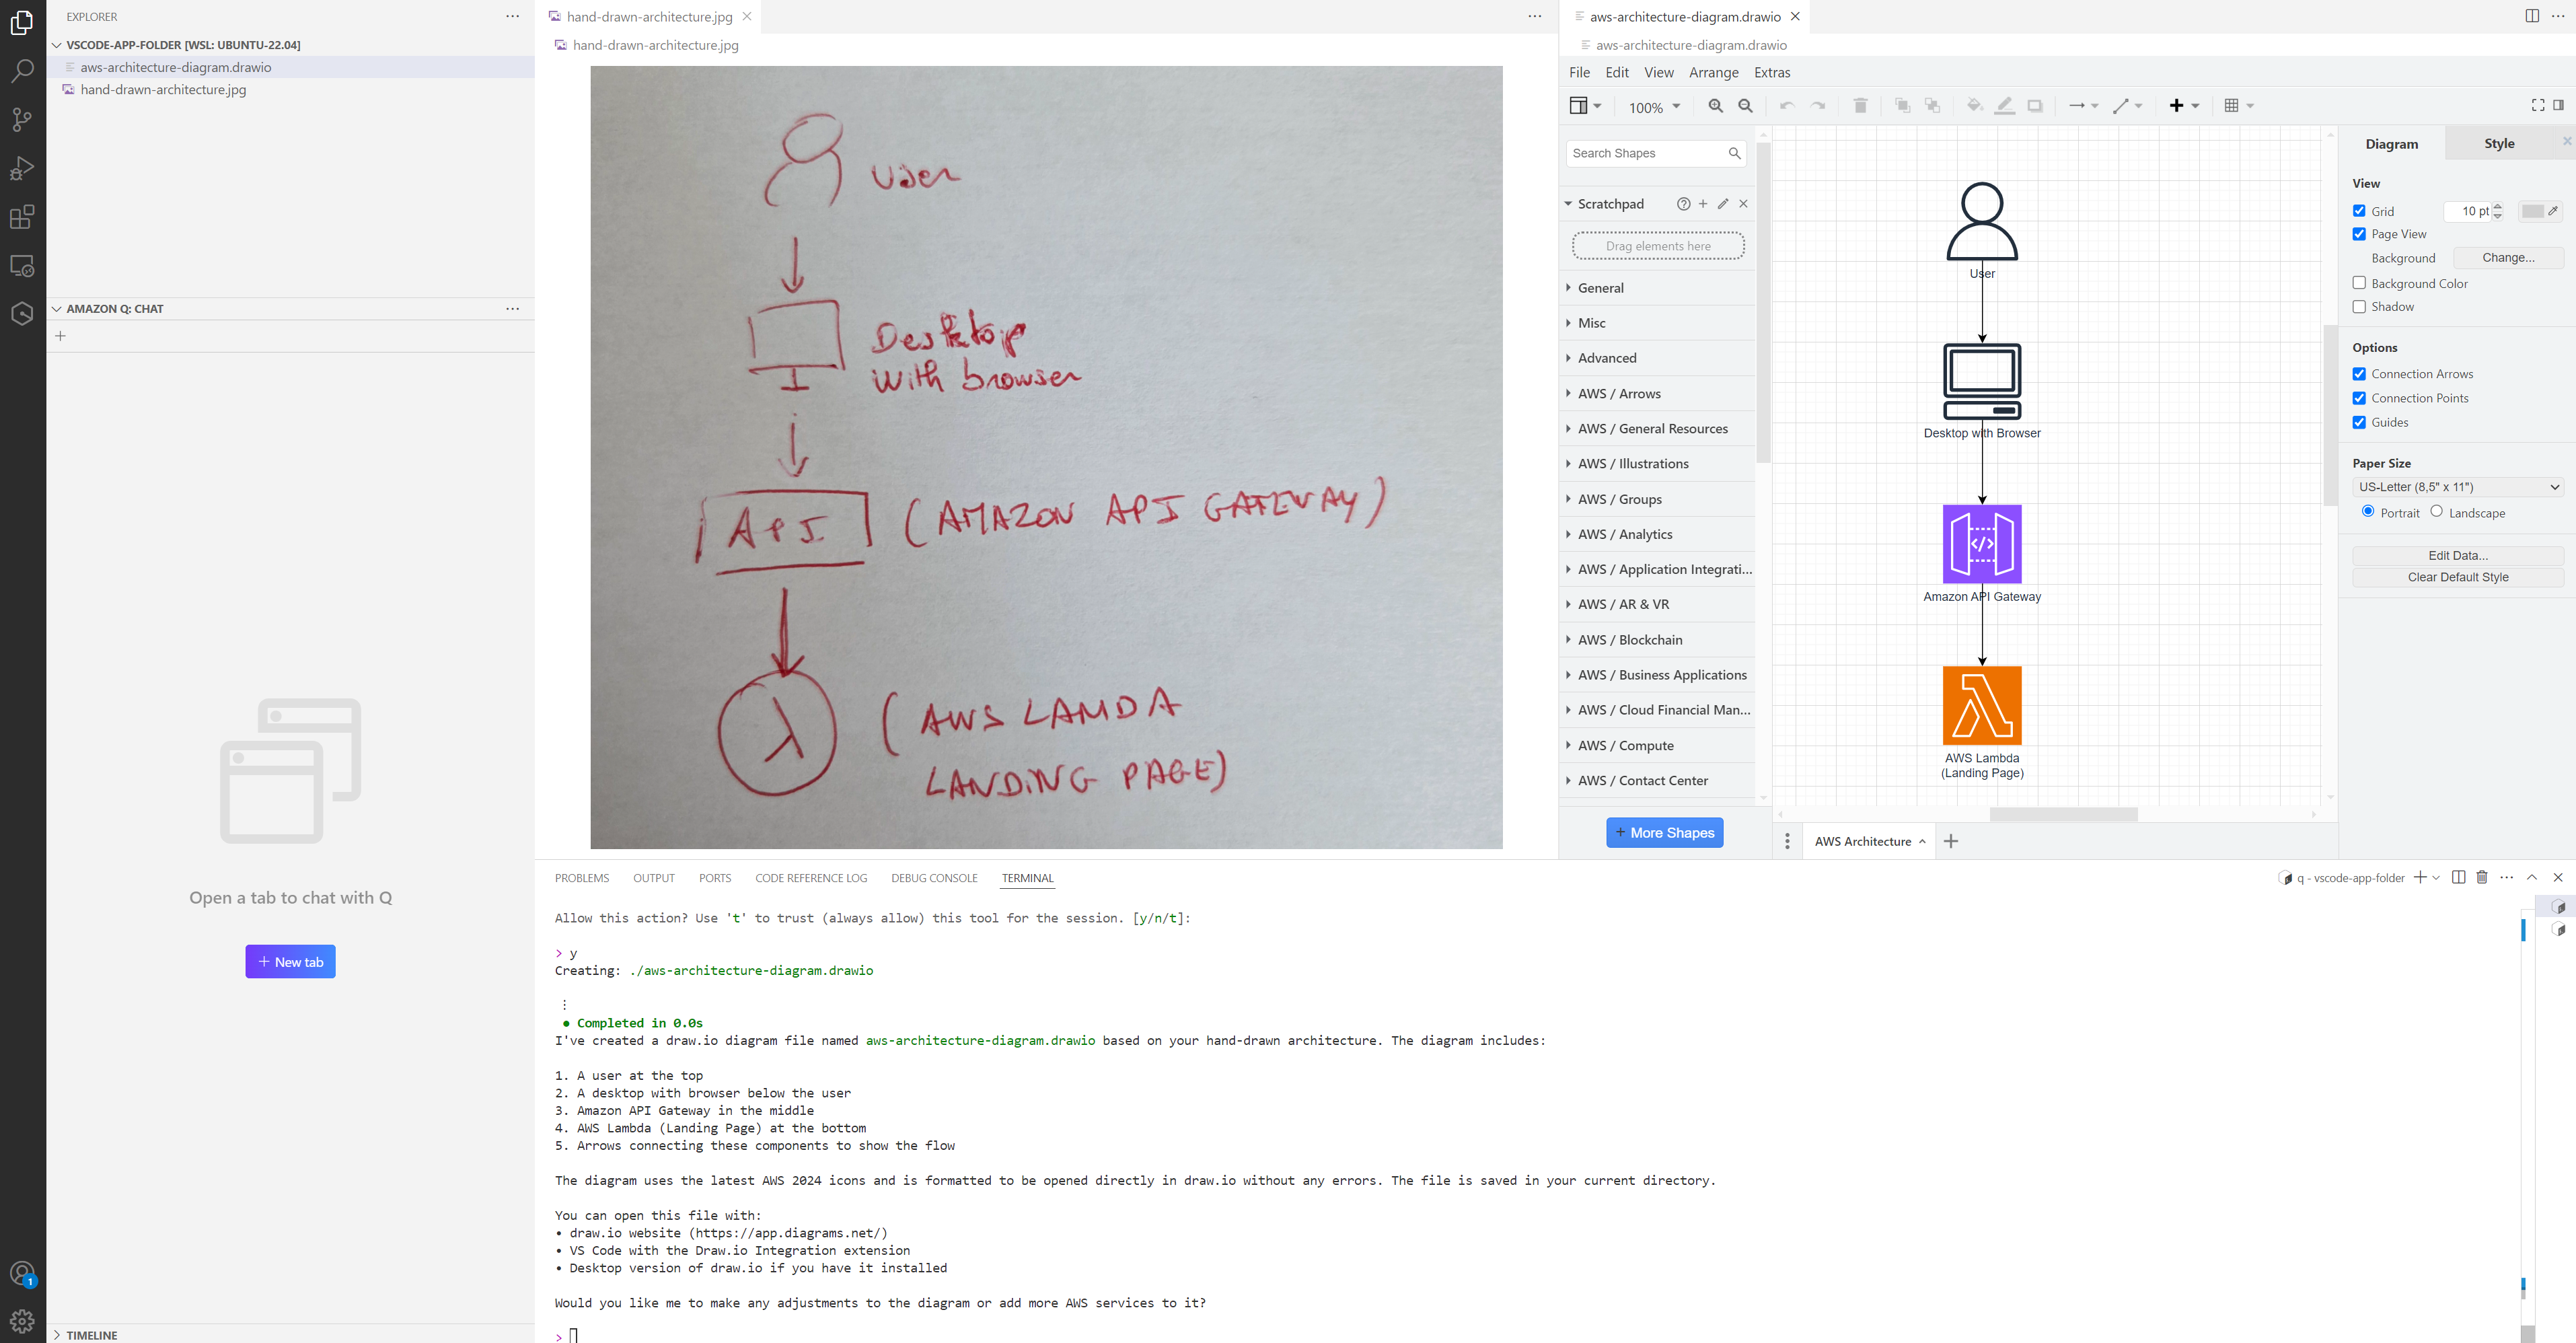 EXPLORER
VSCODE-APP-FOLDER [WSL: UBUNTU-22.04]
aws-architecture-diagram.drawio
hand-drawn-architecture.jpg
AMAZON Q: CHAT
Open a tab to chat with Q
New tab
TIMELINE
1
hand-drawn-architecture.jpg
hand-drawn-architecture.jpg
User
Desktop
with browser
API (AMAZON API GATEWAY)
λ (AWS LAMDA
LANDING PAGE)
aws-architecture-diagram.drawio
aws-architecture-diagram.drawio
File Edit View Arrange Extras
100%
Search Shapes
Scratchpad
Drag elements here
General
Misc
Advanced
AWS / Arrows
AWS / General Resources
AWS / Illustrations
AWS / Groups
AWS / Analytics
AWS / Application Integrati...
AWS / AR & VR
AWS / Blockchain
AWS / Business Applications
AWS / Cloud Financial Man...
AWS / Compute
AWS / Contact Center
+ More Shapes
User
Desktop with Browser
</>
Amazon API Gateway
AWS Lambda
(Landing Page)
AWS Architecture
Diagram Style
View
Grid 10 pt
Page View
Background Change...
Background Color
Shadow
Options
Connection Arrows
Connection Points
Guides
Paper Size
US-Letter (8,5" x 11")
Portrait Landscape
Edit Data...
Clear Default Style
PROBLEMS OUTPUT PORTS CODE REFERENCE LOG DEBUG CONSOLE TERMINAL
q - vscode-app-folder
Allow this action? Use 't' to trust (always allow) this tool for the session. [y/n/t]:
> y
Creating: ./aws-architecture-diagram.drawio
⋮
● Completed in 0.0s
I've created a draw.io diagram file named aws-architecture-diagram.drawio based on your hand-drawn architecture. The diagram includes:
1. A user at the top
2. A desktop with browser below the user
3. Amazon API Gateway in the middle
4. AWS Lambda (Landing Page) at the bottom
5. Arrows connecting these components to show the flow
The diagram uses the latest AWS 2024 icons and is formatted to be opened directly in draw.io without any errors. The file is saved in your current directory.
You can open this file with:
• draw.io website (https://app.diagrams.net/)
• VS Code with the Draw.io Integration extension
• Desktop version of draw.io if you have it installed
Would you like me to make any adjustments to the diagram or add more AWS services to it?
>